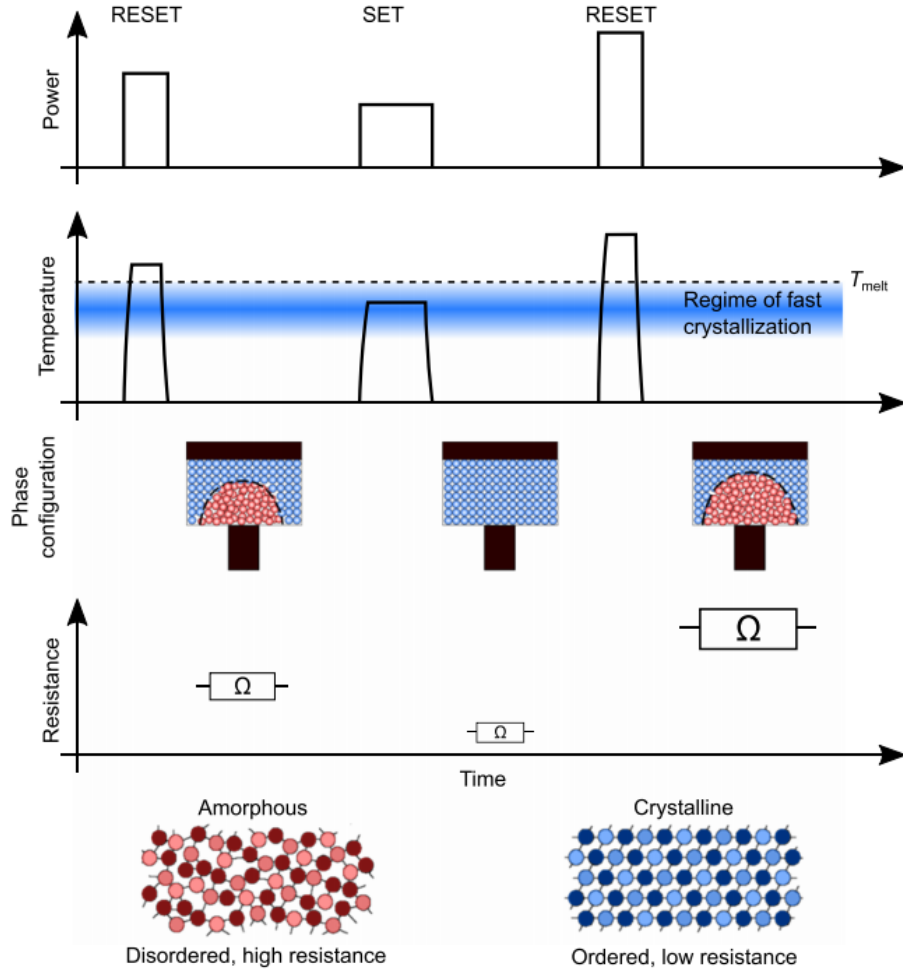 RESET
SET
RESET
Power
Temperature
T_melt
Regime of fast
crystallization
Phase
configuration
Resistance
Ω
Ω
Ω
Time
Amorphous
Crystalline
Disordered, high resistance
Ordered, low resistance